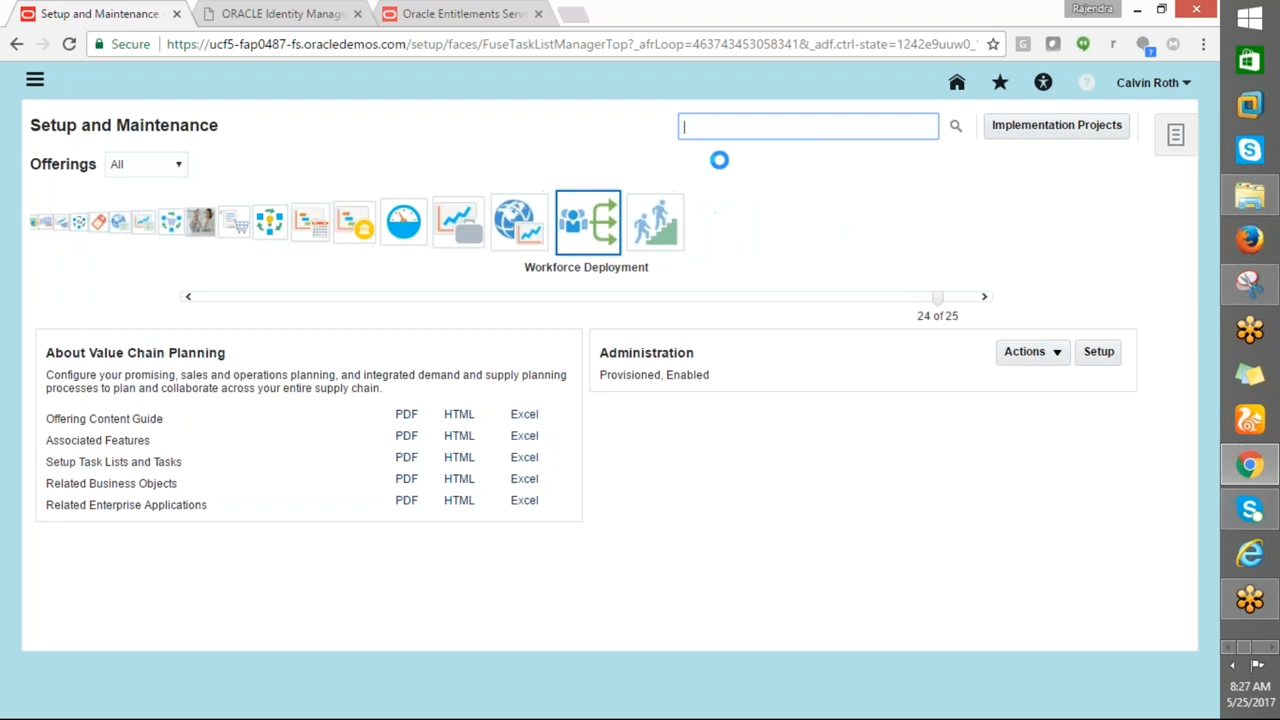 Setup and Maintenance
ORACLE Identity Manag
Oracle Entitlements Serv
Rajendra
Secure
https://ucf5-fap0487-fs.oracledemos.com/setup/faces/FuseTaskListManagerTop?_afrLoop=463743453058341&_adf.ctrl-state=1242e9uuw0_
Calvin Roth
Setup and Maintenance
Implementation Projects
Offerings All
Workforce Deployment
24 of 25
About Value Chain Planning
Configure your promising, sales and operations planning, and integrated demand and supply planning
processes to plan and collaborate across your entire supply chain.
Offering Content Guide PDF HTML Excel
Associated Features PDF HTML Excel
Setup Task Lists and Tasks PDF HTML Excel
Related Business Objects PDF HTML Excel
Related Enterprise Applications PDF HTML Excel
Administration
Actions
Setup
Provisioned, Enabled
8:27 AM
5/25/2017